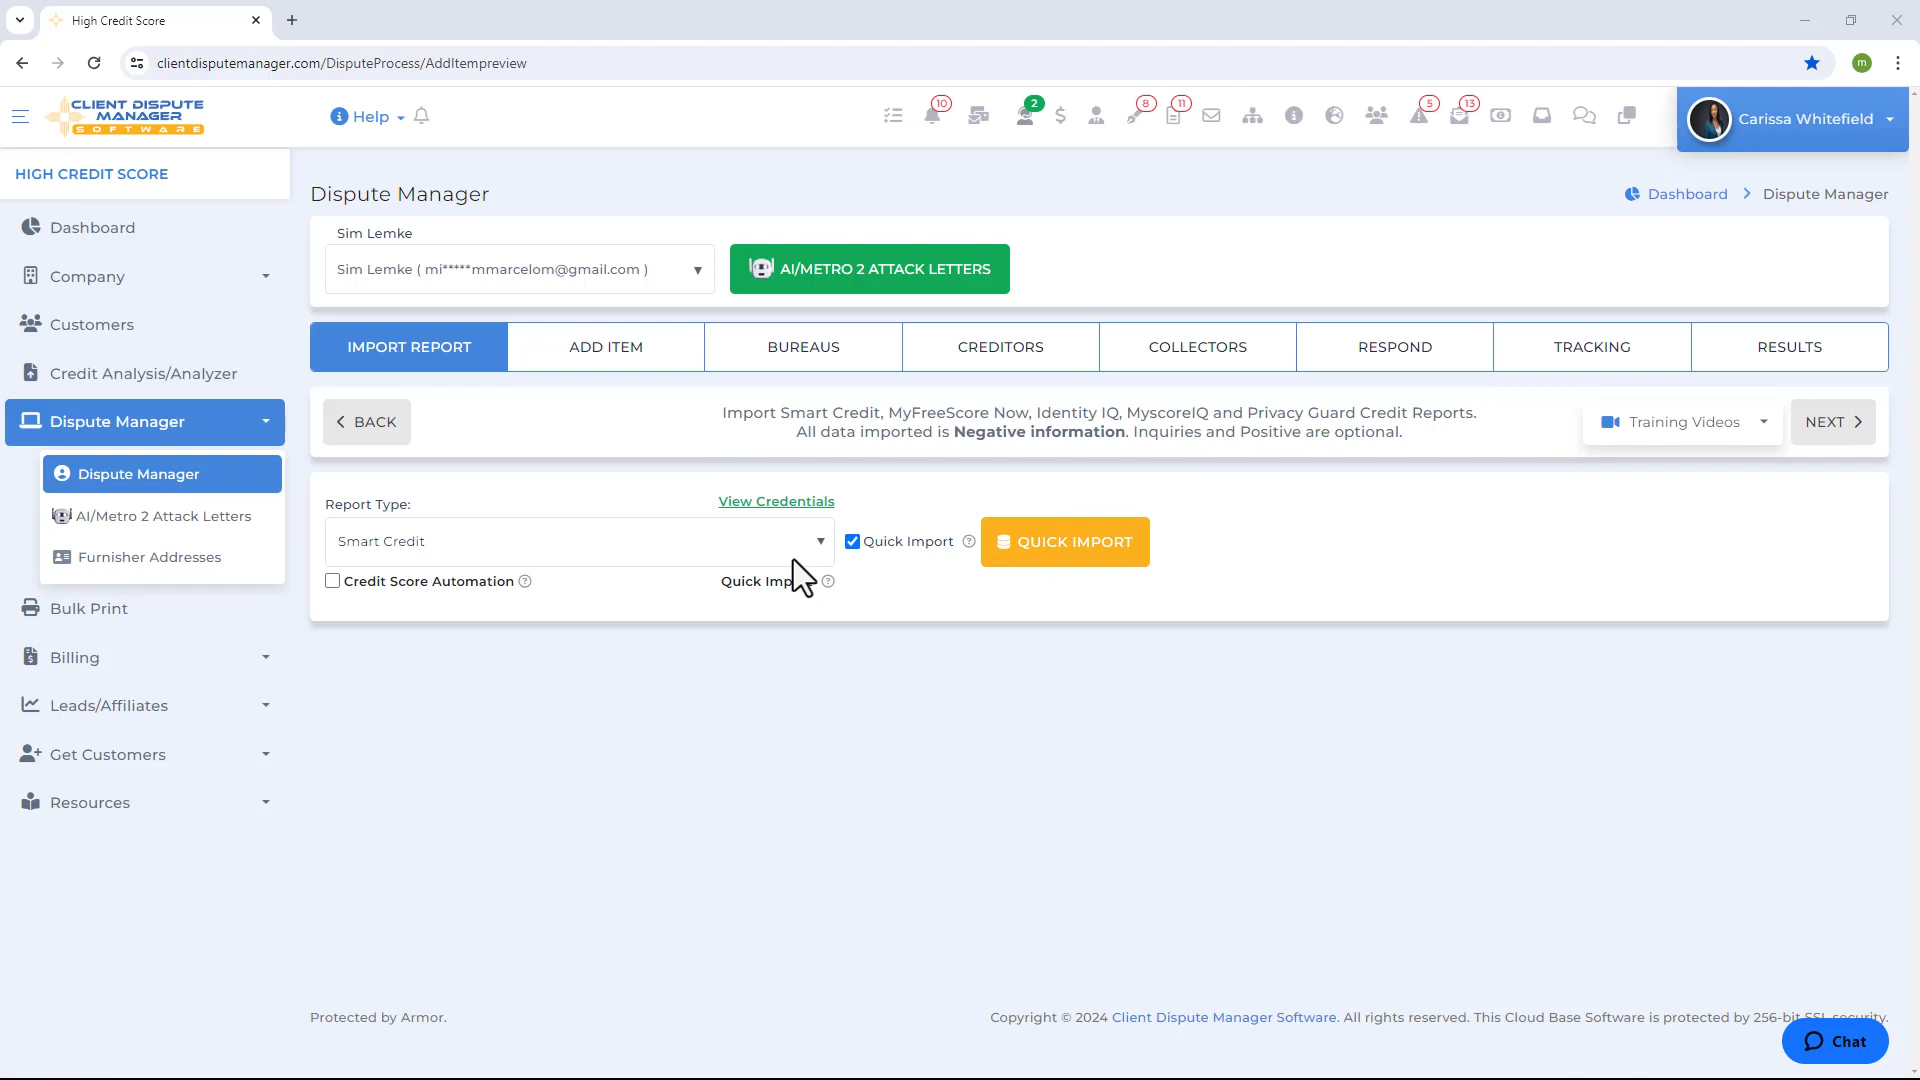 High Credit Score
clientdisputemanager.com/DisputeProcess/AddItempreview
m
CLIENT DISPUTE
MANAGER
SOFTWARE
Help
10
2
8
11
5
13
Carissa Whitefield
HIGH CREDIT SCORE
Dashboard
Company
Customers
Credit Analysis/Analyzer
Dispute Manager
Dispute Manager
AI/Metro 2 Attack Letters
Furnisher Addresses
Bulk Print
Billing
Leads/Affiliates
Get Customers
Resources
Dispute Manager
Dashboard > Dispute Manager
Sim Lemke
Sim Lemke ( mi*****mmarcelom@gmail.com )
AI/METRO 2 ATTACK LETTERS
IMPORT REPORT
ADD ITEM
BUREAUS
CREDITORS
COLLECTORS
RESPOND
TRACKING
RESULTS
BACK
Import Smart Credit, MyFreeScore Now, Identity IQ, MyscoreIQ and Privacy Guard Credit Reports.
All data imported is Negative information. Inquiries and Positive are optional.
Training Videos
NEXT
Report Type:
View Credentials
Smart Credit
Quick Import
QUICK IMPORT
Credit Score Automation
Quick
Protected by Armor.
Copyright © 2024 Client Dispute Manager Software. All rights reserved. This Cloud Base Software is protected by 256-bit SSL security.
Chat